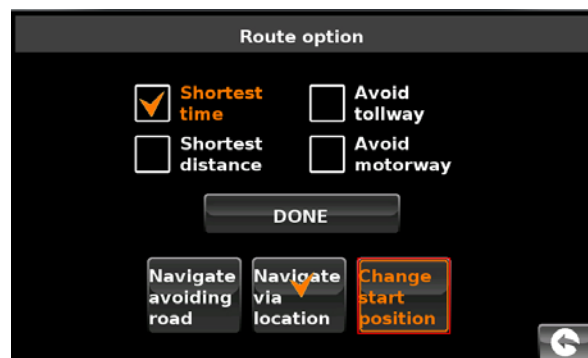 Route option
Shortest
time
Avoid
tollway
Shortest
distance
Avoid
motorway
DONE
Navigate
avoiding
road
Navigate
via
location
Change
start
position